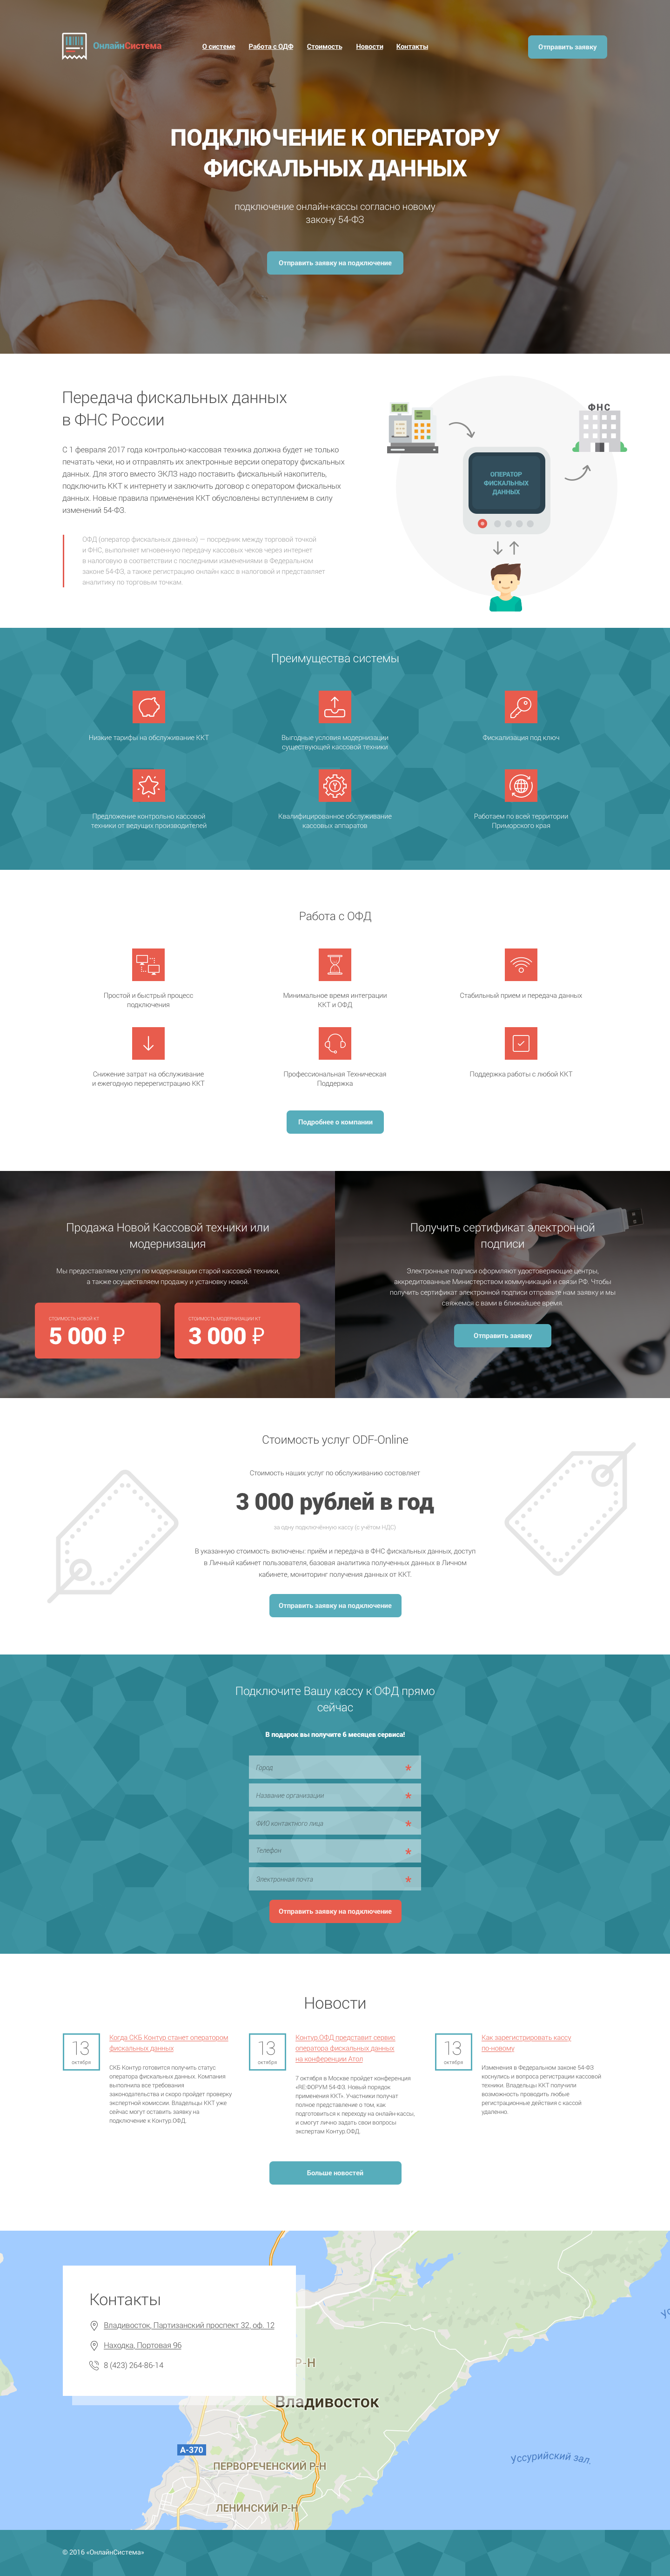 ОнлайнСистема
О системе
Работа с ОДФ
Стоимость
Новости
Контакты
Отправить заявку
ПОДКЛЮЧЕНИЕ К ОПЕРАТОРУ
ФИСКАЛЬНЫХ ДАННЫХ
подключение онлайн-кассы согласно новому
закону 54-ФЗ
Отправить заявку на подключение
Передача фискальных данных
в ФНС России
С 1 февраля 2017 года контрольно-кассовая техника должна будет не только
печатать чеки, но и отправлять их электронные версии оператору фискальных
данных. Для этого вместо ЭКЛЗ надо поставить фискальный накопитель,
подключить ККТ к интернету и заключить договор с оператором фискальных
данных. Новые правила применения ККТ обусловлены вступлением в силу
изменений 54-ФЗ.
ОФД (оператор фискальных данных) — посредник между торговой точкой
и ФНС, выполняет мгновенную передачу кассовых чеков через интернет
в налоговую в соответствии с последними изменениями в Федеральном
законе 54-ФЗ, а также регистрацию онлайн касс в налоговой и представляет
аналитику по торговым точкам.
ФНС
ОПЕРАТОР
ФИСКАЛЬНЫХ
ДАННЫХ
Преимущества системы
Низкие тарифы на обслуживание ККТ
Выгодные условия модернизации
существующей кассовой техники
Фискализация под ключ
Предложение контрольно кассовой
техники от ведущих производителей
Квалифицированное обслуживание
кассовых аппаратов
Работаем по всей территории
Приморского края
Работа с ОФД
Простой и быстрый процесс
подключения
Минимальное время интеграции
ККТ и ОФД
Стабильный прием и передача данных
Снижение затрат на обслуживание
и ежегодную перерегистрацию ККТ
Профессиональная Техническая
Поддержка
Поддержка работы с любой ККТ
Подробнее о компании
Продажа Новой Кассовой техники или
модернизация
Мы предоставляем услуги по модернизации старой кассовой техники,
а также осуществляем продажу и установку новой.
СТОИМОСТЬ НОВОЙ КТ
5 000 ₽
СТОИМОСТЬ МОДЕРНИЗАЦИИ КТ
3 000 ₽
Получить сертификат электронной
подписи
Электронные подписи оформляют удостоверяющие центры,
аккредитованные Министерством коммуникаций и связи РФ. Чтобы
получить сертификат электронной подписи отправьте нам заявку и мы
свяжемся с вами в ближайшее время.
Отправить заявку
Стоимость услуг ODF-Online
Стоимость наших услуг по обслуживанию состовляет
3 000 рублей в год
за одну подключённую кассу (с учётом НДС)
В указанную стоимость включены: приём и передача в ФНС фискальных данных, доступ
в Личный кабинет пользователя, базовая аналитика полученных данных в Личном
кабинете, мониторинг получения данных от ККТ.
Отправить заявку на подключение
Подключите Вашу кассу к ОФД прямо
сейчас
В подарок вы получите 6 месяцев сервиса!
Город *
Название организации *
ФИО контактного лица *
Телефон *
Электронная почта *
Отправить заявку на подключение
Новости
13
октября
Когда СКБ Контур станет оператором
фискальных данных
СКБ Контур готовится получить статус
оператора фискальных данных. Компания
выполнила все требования
законодательства и скоро пройдет проверку
экспертной комиссии. Владельцы ККТ уже
сейчас могут оставить заявку на
подключение к Контур.ОФД.
13
октября
Контур.ОФД представит сервис
оператора фискальных данных
на конференции Атол
7 октября в Москве пройдет конференция
«RE:ФОРУМ 54-ФЗ. Новый порядок
применения ККТ». Участники получат
полное представление о том, как
подготовиться к переходу на онлайн-кассы,
и смогут лично задать свои вопросы
экспертам Контур.ОФД.
13
октября
Как зарегистрировать кассу
по-новому
Изменения в Федеральном законе 54-ФЗ
коснулись и вопроса регистрации кассовой
техники. Владельцы ККТ получили
возможность проводить любые
регистрационные действия с кассой
удаленно.
Больше новостей
Контакты
Владивосток, Партизанский проспект 32, оф. 12
Находка, Портовая 96
8 (423) 264-86-14
Р-Н
Владивосток
А-370
ПЕРВОРЕЧЕНСКИЙ Р-Н
ЛЕНИНСКИЙ Р-Н
Уссурийский зал.
© 2016 «ОнлайнСистема»